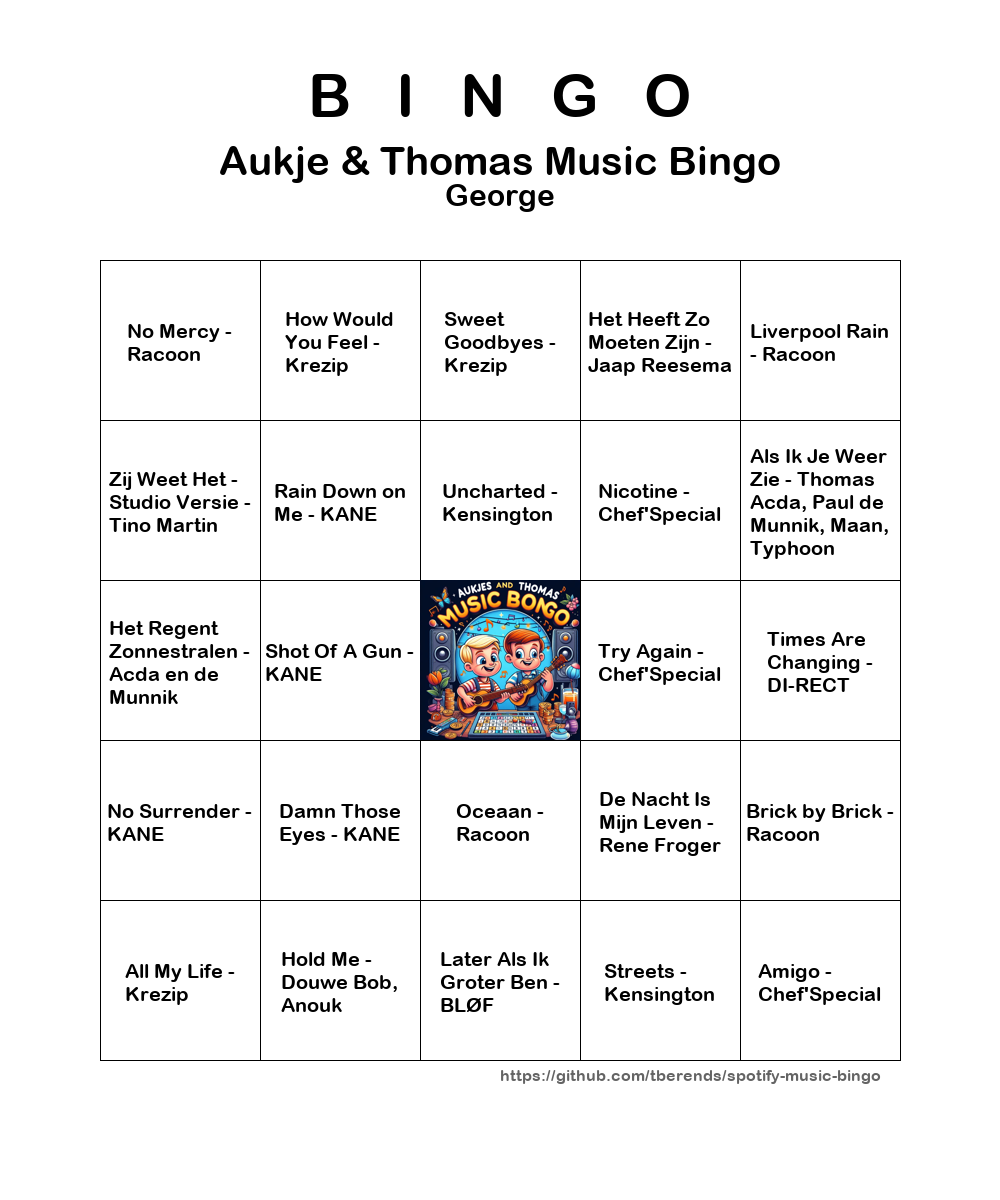 B I N G O
Aukje & Thomas Music Bingo
George
No Mercy -
Racoon
How Would
You Feel -
Krezip
Sweet
Goodbyes -
Krezip
Het Heeft Zo
Moeten Zijn -
Jaap Reesema
Liverpool Rain
- Racoon
Zij Weet Het -
Studio Versie -
Tino Martin
Rain Down on
Me - KANE
Uncharted -
Kensington
Nicotine -
Chef'Special
Als Ik Je Weer
Zie - Thomas
Acda, Paul de
Munnik, Maan,
Typhoon
Het Regent
Zonnestralen -
Acda en de
Munnik
Shot Of A Gun -
KANE
AUKJES AND THOMAS
MUSIC BONGO
Try Again -
Chef'Special
Times Are
Changing -
DI-RECT
No Surrender -
KANE
Damn Those
Eyes - KANE
Oceaan -
Racoon
De Nacht Is
Mijn Leven -
Rene Froger
Brick by Brick -
Racoon
All My Life -
Krezip
Hold Me -
Douwe Bob,
Anouk
Later Als Ik
Groter Ben -
BLØF
Streets -
Kensington
Amigo -
Chef'Special
https://github.com/tberends/spotify-music-bingo